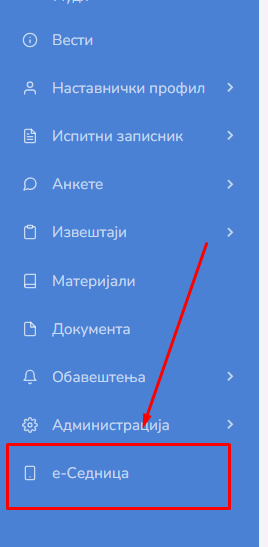 Вести
Наставнички профил
Испитни записник
Анкете
Извештаји
Материјали
Документа
Обавештења
Администрација
е-Седница